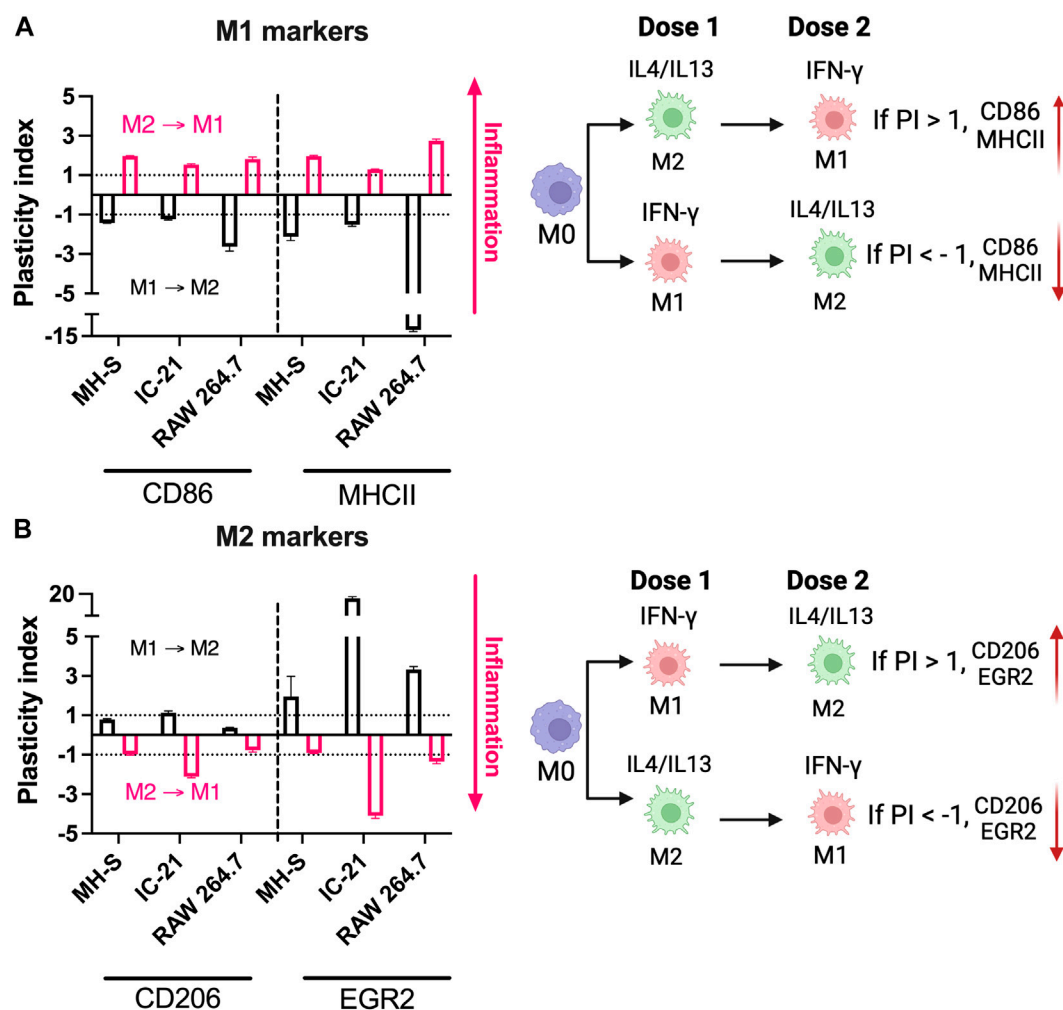 A
M1 markers
Plasticity index
5
3
1
-1
-3
-5
-15
M2 → M1
M1 → M2
Inflammation
MH-S
IC-21
RAW 264.7
MH-S
IC-21
RAW 264.7
CD86
MHCII
Dose 1
Dose 2
IL4/IL13
IFN-γ
M2
M1
If PI > 1, CD86
MHCII
M0
IFN-γ
IL4/IL13
M1
M2
If PI < - 1, CD86
MHCII
B
M2 markers
Plasticity index
20
5
3
1
-1
-3
-5
M1 → M2
M2 → M1
Inflammation
MH-S
IC-21
RAW 264.7
MH-S
IC-21
RAW 264.7
CD206
EGR2
Dose 1
Dose 2
IFN-γ
IL4/IL13
M1
M2
If PI > 1, CD206
EGR2
M0
IL4/IL13
IFN-γ
M2
M1
If PI < -1, CD206
EGR2